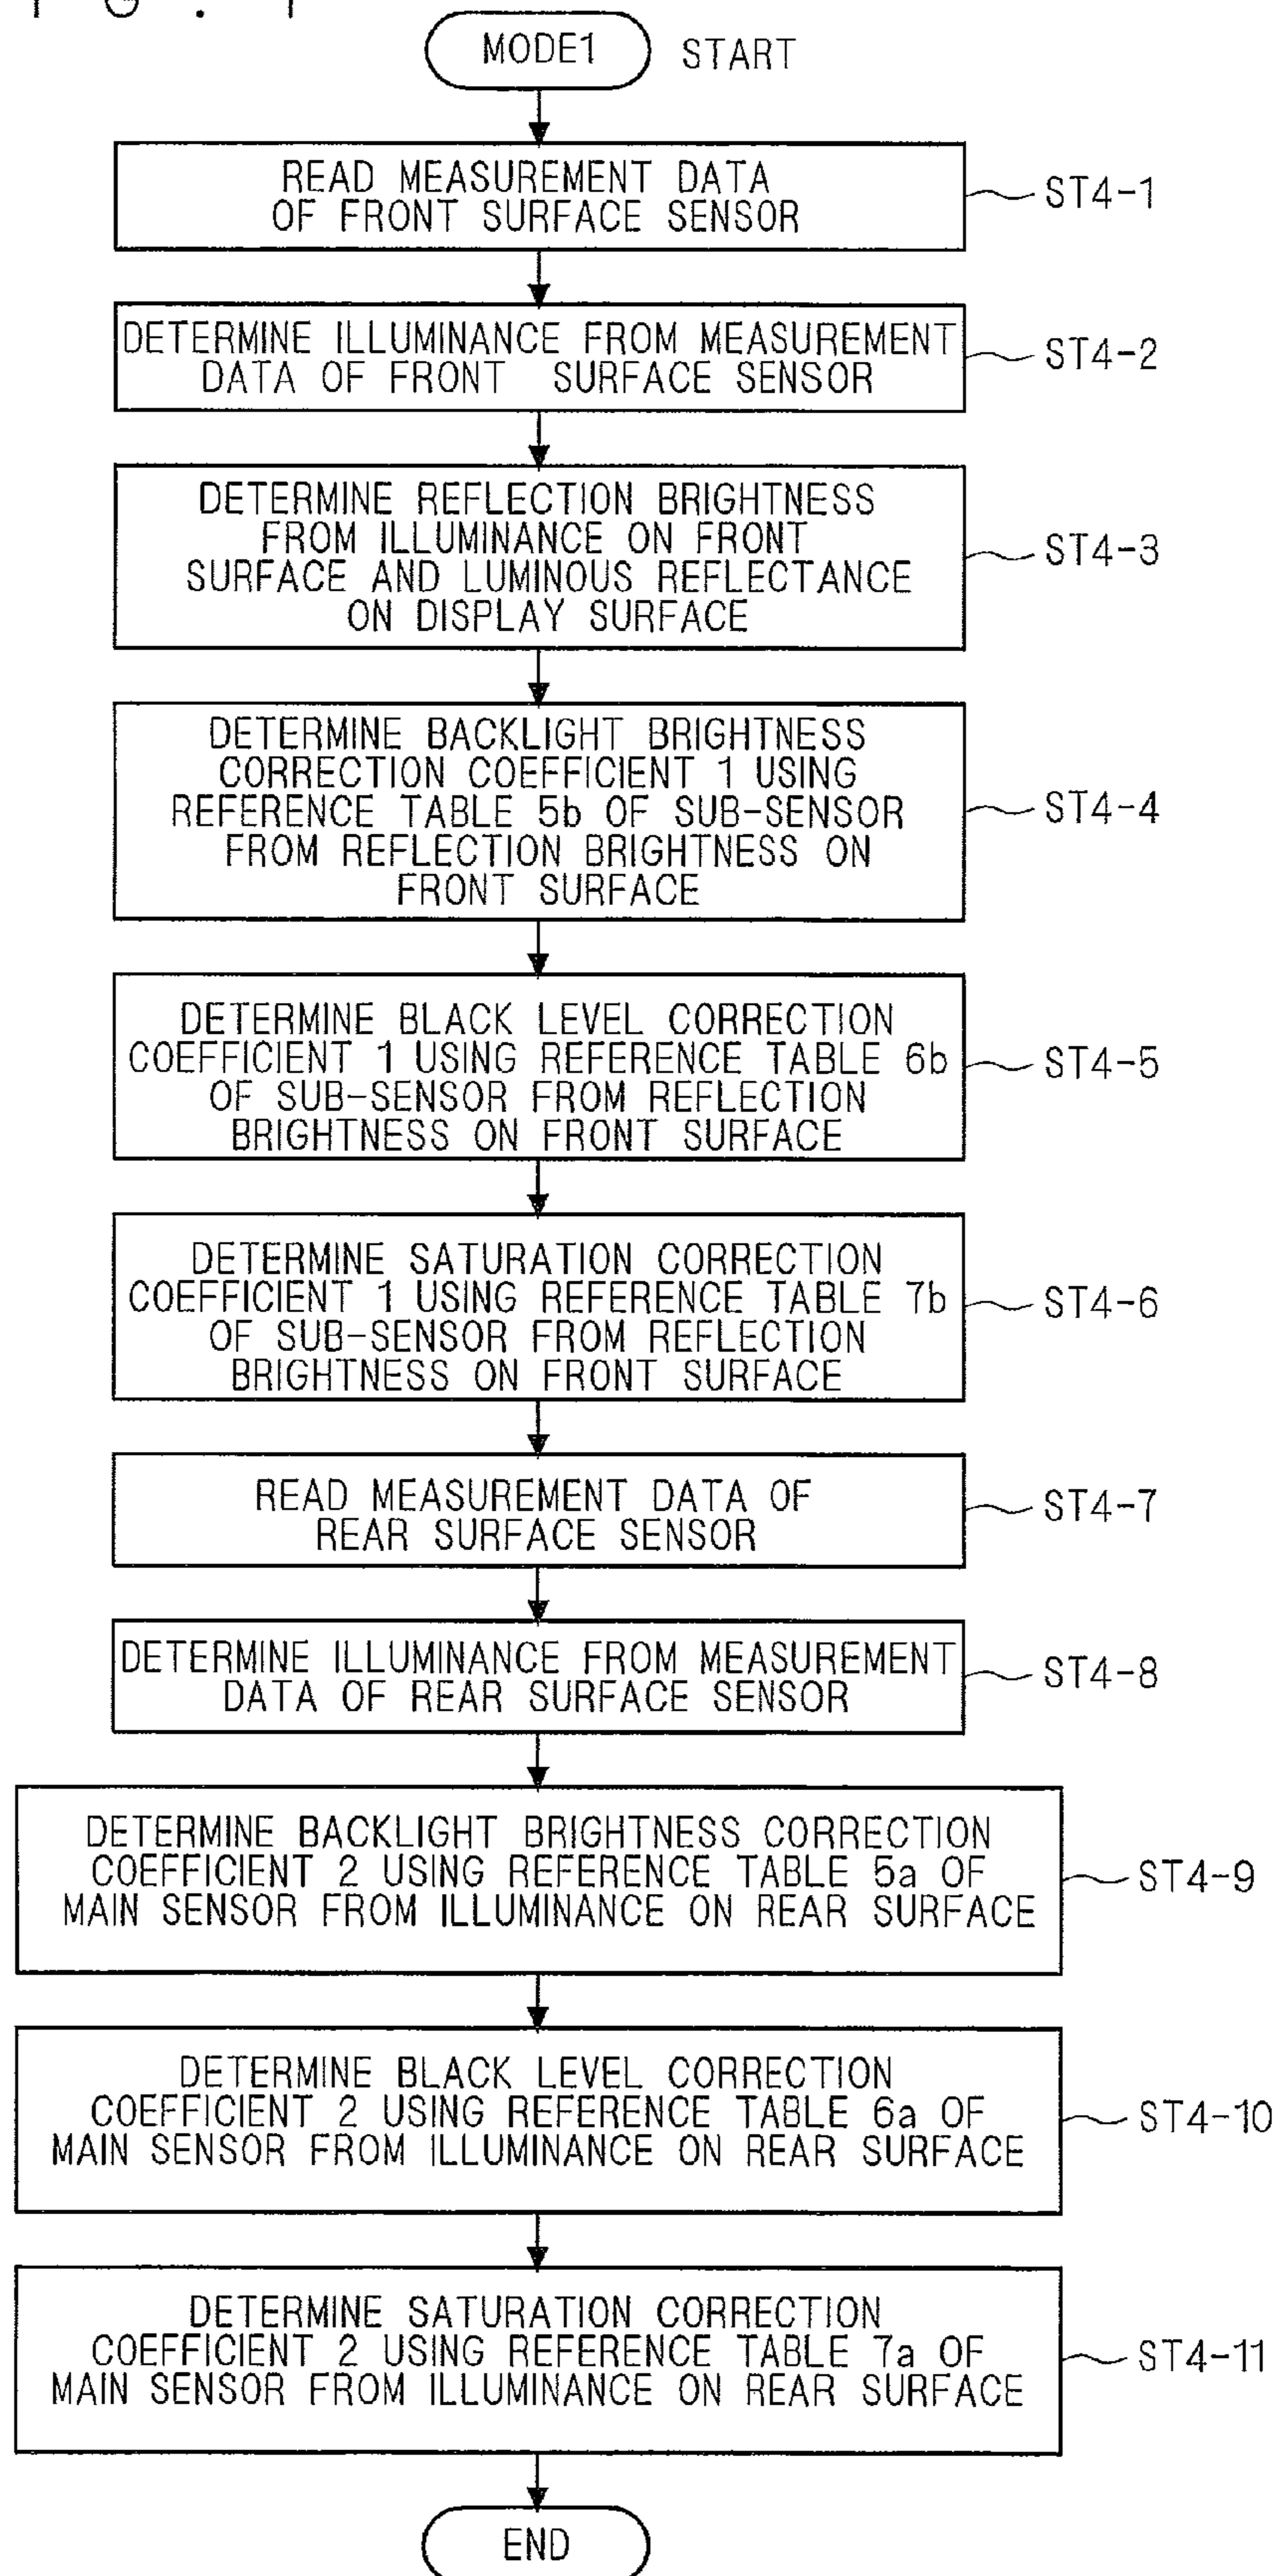 MODE1 START
READ MEASUREMENT DATA
OF FRONT SURFACE SENSOR
ST4-1
DETERMINE ILLUMINANCE FROM MEASUREMENT
DATA OF FRONT SURFACE SENSOR
ST4-2
DETERMINE REFLECTION BRIGHTNESS
FROM ILLUMINANCE ON FRONT
SURFACE AND LUMINOUS REFLECTANCE
ON DISPLAY SURFACE
ST4-3
DETERMINE BACKLIGHT BRIGHTNESS
CORRECTION COEFFICIENT 1 USING
REFERENCE TABLE 5b OF SUB-SENSOR
FROM REFLECTION BRIGHTNESS ON
FRONT SURFACE
ST4-4
DETERMINE BLACK LEVEL CORRECTION
COEFFICIENT 1 USING REFERENCE TABLE 6b
OF SUB-SENSOR FROM REFLECTION
BRIGHTNESS ON FRONT SURFACE
ST4-5
DETERMINE SATURATION CORRECTION
COEFFICIENT 1 USING REFERENCE TABLE 7b
OF SUB-SENSOR FROM REFLECTION
BRIGHTNESS ON FRONT SURFACE
ST4-6
READ MEASUREMENT DATA OF
REAR SURFACE SENSOR
ST4-7
DETERMINE ILLUMINANCE FROM MEASUREMENT
DATA OF REAR SURFACE SENSOR
ST4-8
DETERMINE BACKLIGHT BRIGHTNESS CORRECTION
COEFFICIENT 2 USING REFERENCE TABLE 5a OF
MAIN SENSOR FROM ILLUMINANCE ON REAR SURFACE
ST4-9
DETERMINE BLACK LEVEL CORRECTION
COEFFICIENT 2 USING REFERENCE TABLE 6a OF
MAIN SENSOR FROM ILLUMINANCE ON REAR SURFACE
ST4-10
DETERMINE SATURATION CORRECTION
COEFFICIENT 2 USING REFERENCE TABLE 7a OF
MAIN SENSOR FROM ILLUMINANCE ON REAR SURFACE
ST4-11
END